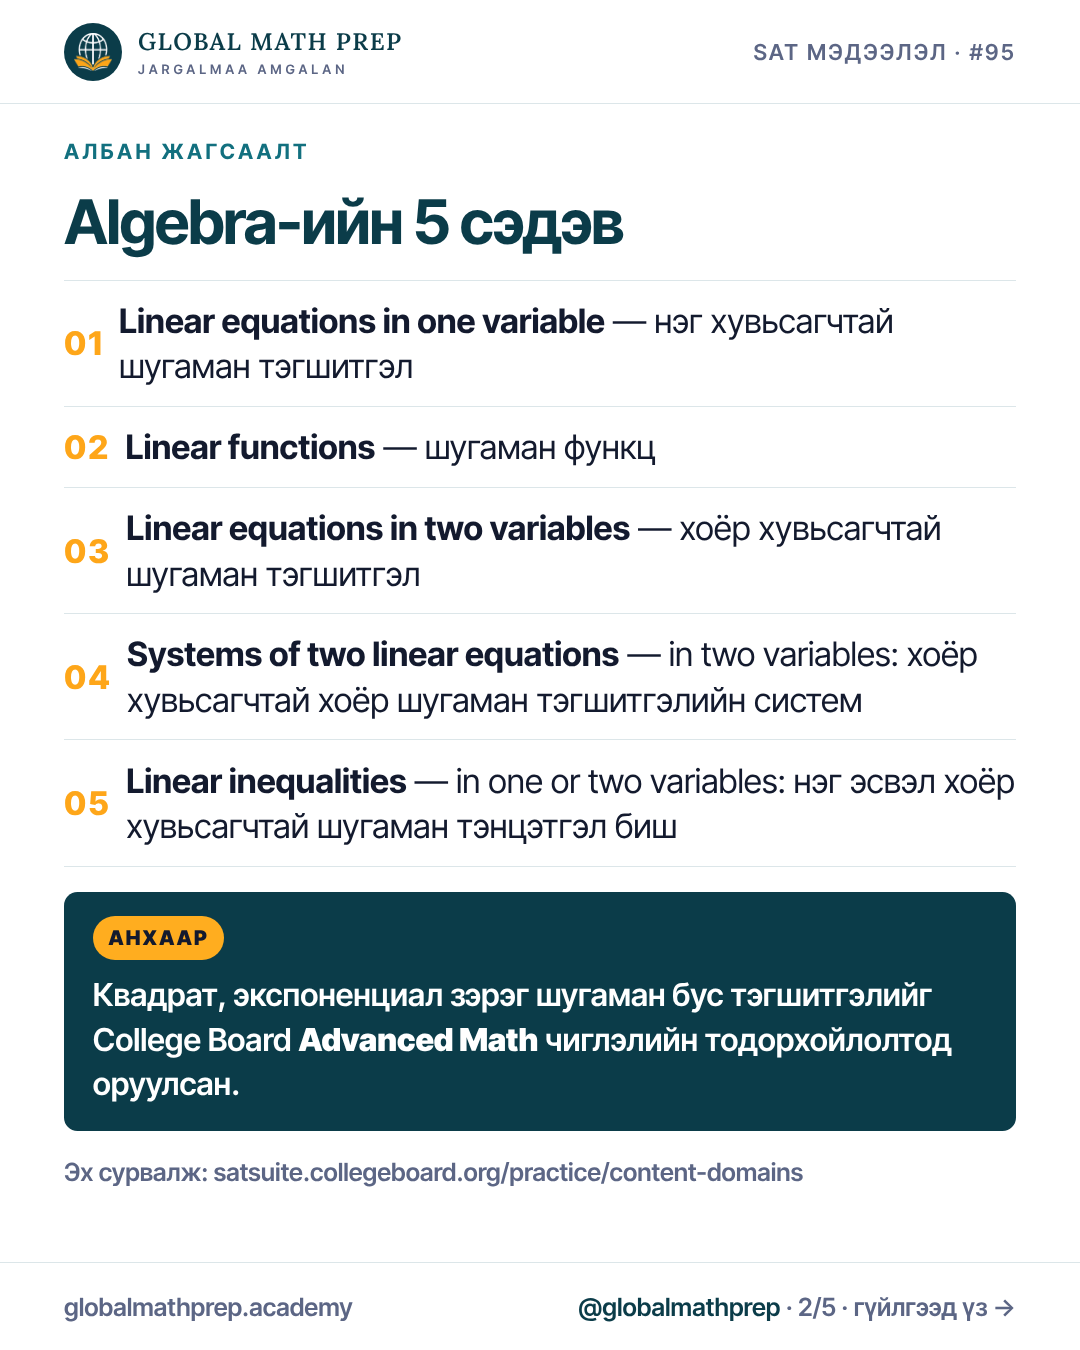 GLOBAL MATH PREP
JARGALMAA AMGALAN
SAT МЭДЭЭЛЭЛ · #95
АЛБАН ЖАГСААЛТ
Algebra-ийн 5 сэдэв
01 Linear equations in one variable — нэг хувьсагчтай
шугаман тэгшитгэл
02 Linear functions — шугаман функц
03 Linear equations in two variables — хоёр хувьсагчтай
шугаман тэгшитгэл
04 Systems of two linear equations — in two variables: хоёр
хувьсагчтай хоёр шугаман тэгшитгэлийн систем
05 Linear inequalities — in one or two variables: нэг эсвэл хоёр
хувьсагчтай шугаман тэнцэтгэл биш
АНХААР
Квадрат, экспоненциал зэрэг шугаман бус тэгшитгэлийг
College Board Advanced Math чиглэлийн тодорхойлолтод
оруулсан.
Эх сурвалж: satsuite.collegeboard.org/practice/content-domains
globalmathprep.academy
@globalmathprep · 2/5 · гүйлгээд үз →